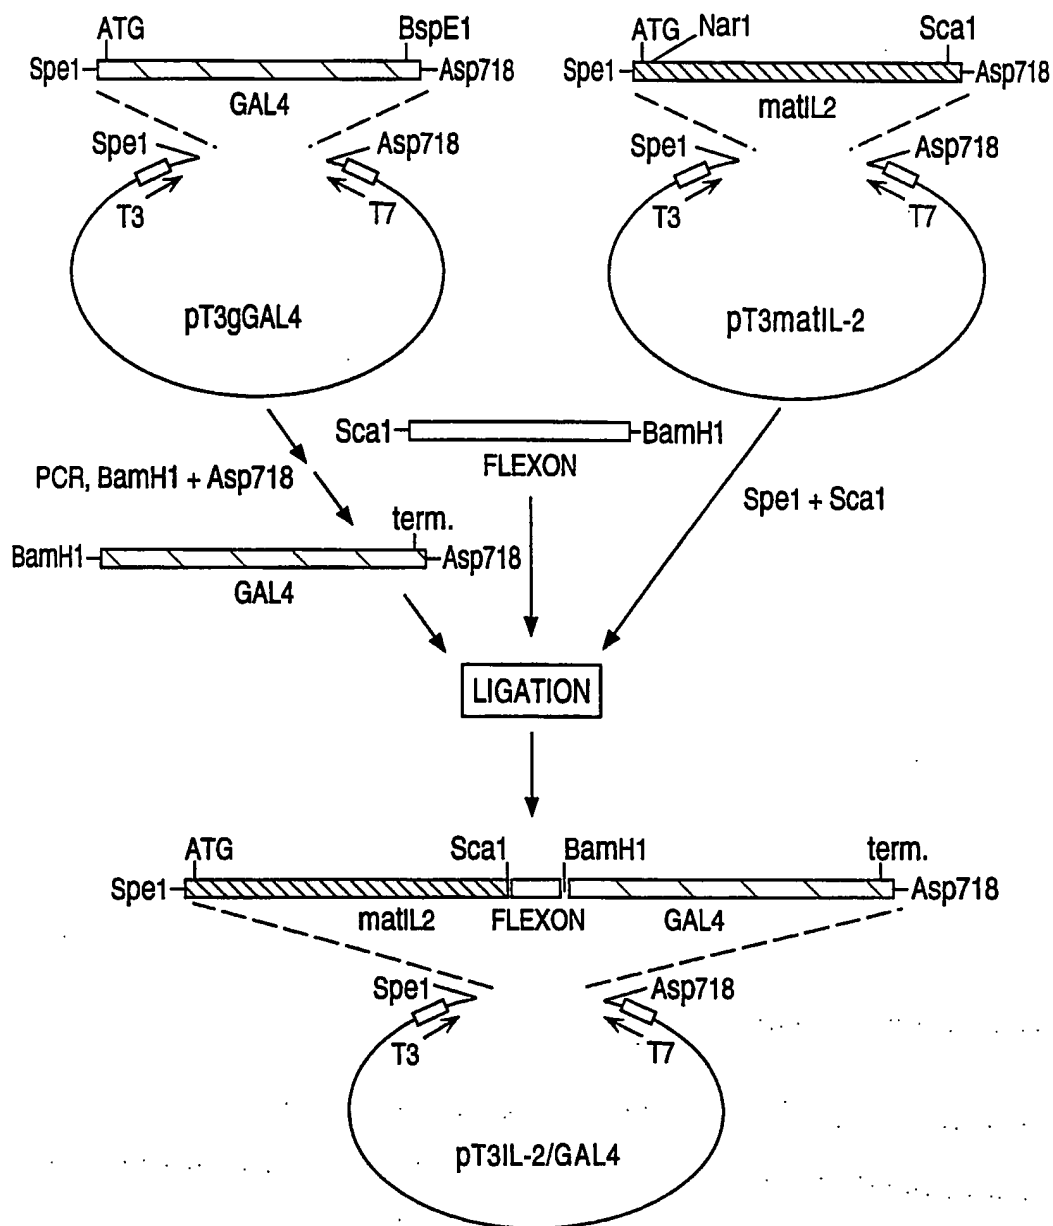 ATG BspE1
Spe1 Asp718
GAL4
Spe1 Asp718
T3 T7
pT3gGAL4
ATG Nar1 Sca1
Spe1 Asp718
matIL2
Spe1 Asp718
T3 T7
pT3matIL-2
Sca1 BamH1
FLEXON
PCR, BamH1 + Asp718
Spe1 + Sca1
term.
BamH1 Asp718
GAL4
LIGATION
ATG Sca1 BamH1 term.
Spe1 Asp718
matIL2 FLEXON GAL4
Spe1 Asp718
T3 T7
pT3IL-2/GAL4